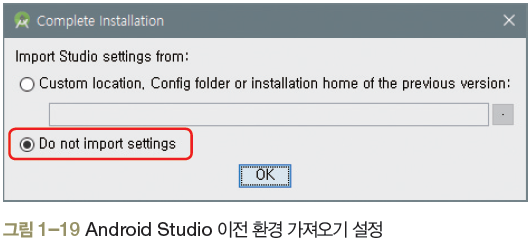 Complete Installation
Import Studio settings from:
Custom location, Config folder or installation home of the previous version:
Do not import settings
OK
그림 1-19 Android Studio 이전 환경 가져오기 설정